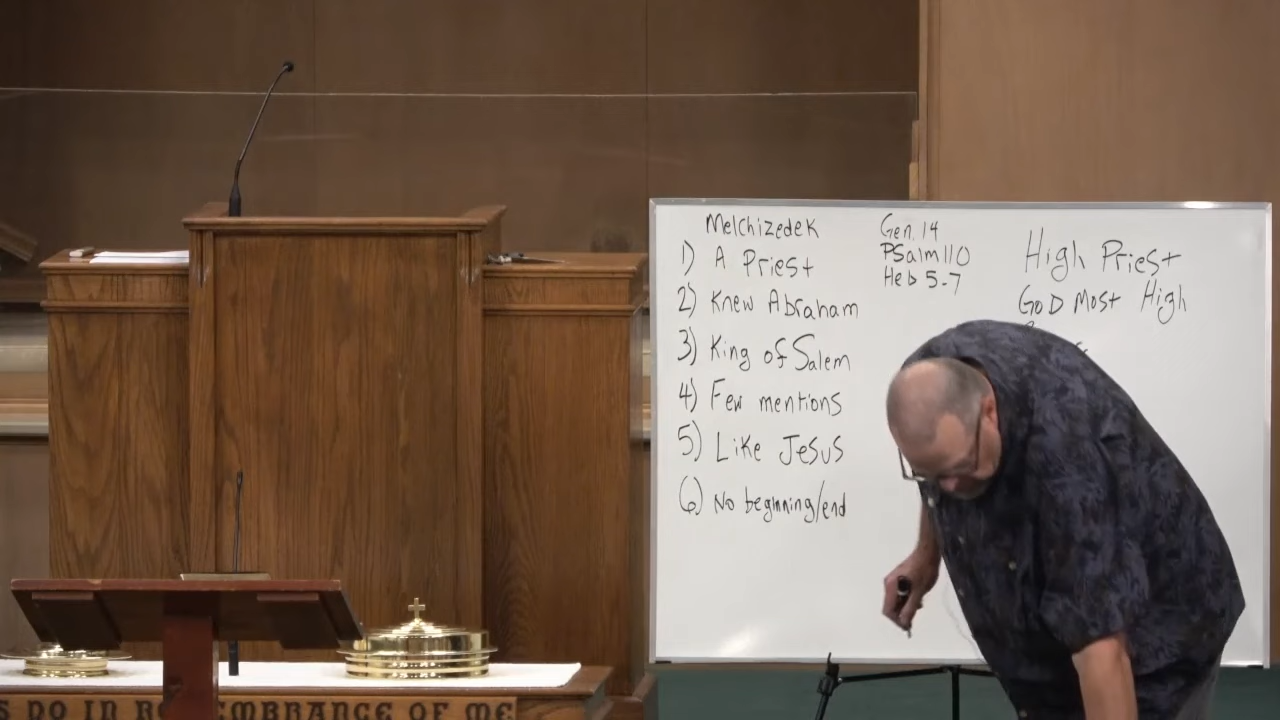 Melchizedek
1) A Priest
2) Knew Abraham
3) King of Salem
4) Few mentions
5) Like Jesus
6) No beginning/end
Gen. 14
Psalm 110
Heb 5-7
High Priest
GoD Most High
DO IN EMBRANCE OF ME